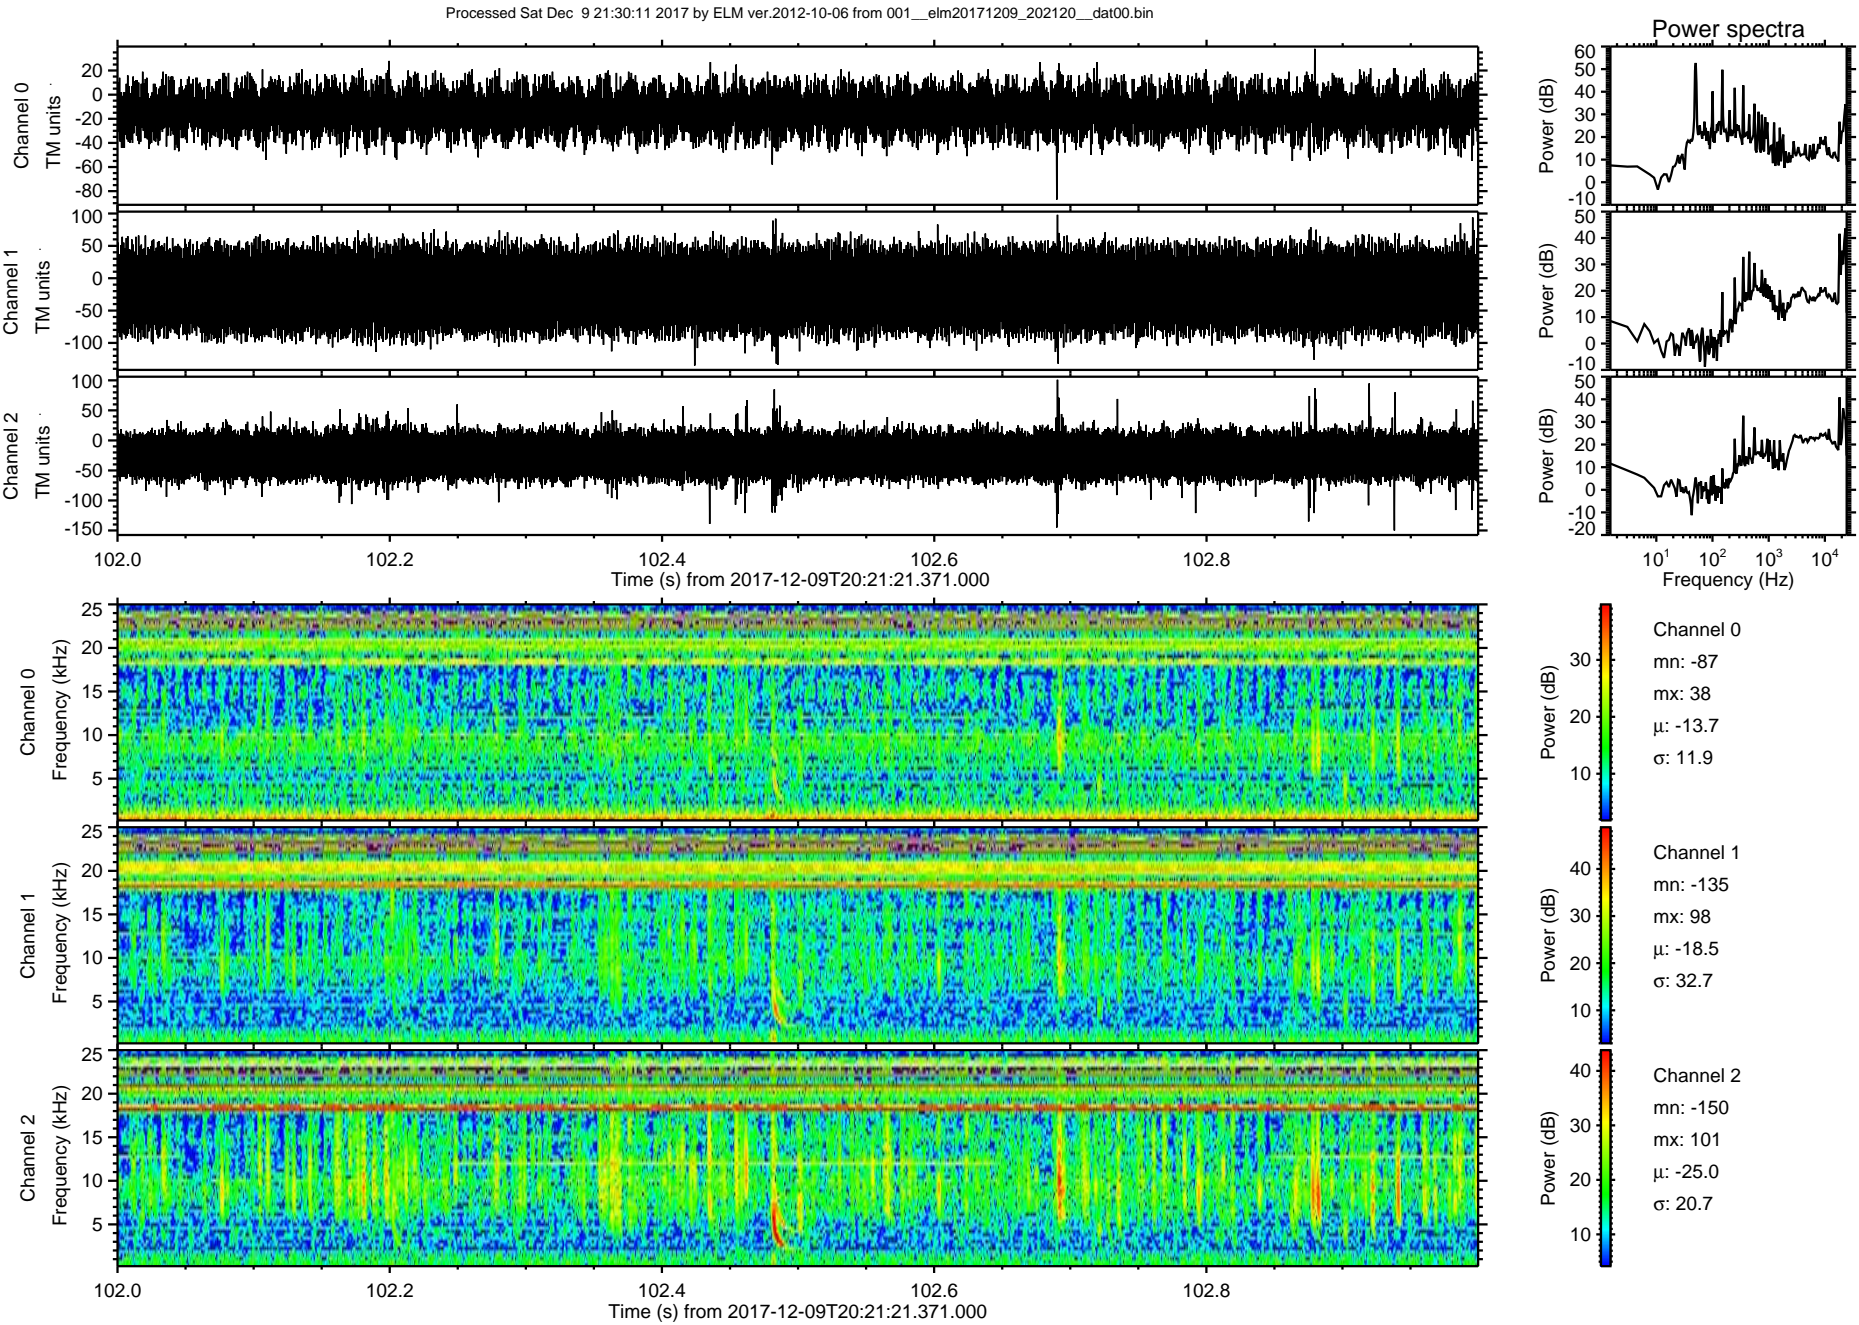 Processed Sat Dec  9 21:30:11 2017 by ELM ver.2012-10-06 from 001__elm20171209_202120__dat00.bin
Power spectra
Channel 0
TM units
20
0
-20
-40
-60
-80
Power (dB)
60
50
40
30
20
10
0
-10
Channel 1
TM units
100
50
0
-50
-100
Power (dB)
50
40
30
20
10
0
-10
Channel 2
TM units
100
50
0
-50
-100
-150
Power (dB)
50
40
30
20
10
0
-10
-20
102.0 102.2 102.4 102.6 102.8
Time (s) from 2017-12-09T20:21:21.371.000
10¹ 10² 10³ 10⁴
Frequency (Hz)
Channel 0
Frequency (kHz)
25
20
15
10
5
Power (dB)
30
20
10
Channel 0
mn: -87
mx: 38
μ: -13.7
σ: 11.9
Channel 1
Frequency (kHz)
25
20
15
10
5
Power (dB)
40
30
20
10
Channel 1
mn: -135
mx: 98
μ: -18.5
σ: 32.7
Channel 2
Frequency (kHz)
25
20
15
10
5
Power (dB)
40
30
20
10
Channel 2
mn: -150
mx: 101
μ: -25.0
σ: 20.7
102.0 102.2 102.4 102.6 102.8
Time (s) from 2017-12-09T20:21:21.371.000